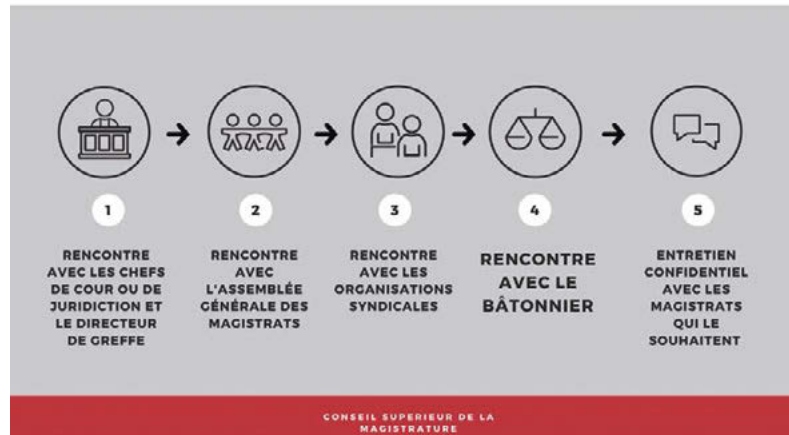 1
RENCONTRE
AVEC LES CHEFS
DE COUR OU DE
JURIDICTION ET
LE DIRECTEUR
DE GREFFE
2
RENCONTRE
AVEC
L'ASSEMBLÉE
GÉNÉRALE DES
MAGISTRATS
3
RENCONTRE
AVEC LES
ORGANISATIONS
SYNDICALES
4
RENCONTRE
AVEC LE
BÂTONNIER
5
ENTRETIEN
CONFIDENTIEL
AVEC LES
MAGISTRATS
QUI LE
SOUHAITENT
CONSEIL SUPERIEUR DE LA
MAGISTRATURE